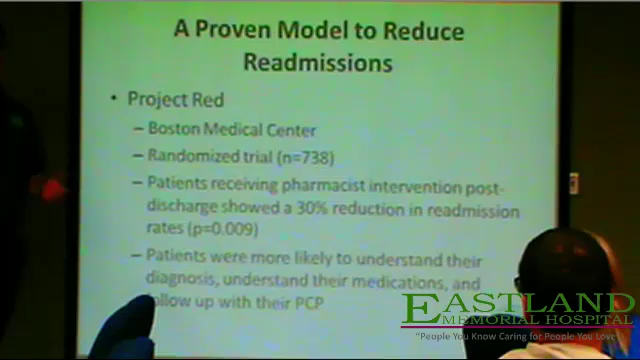 A Proven Model to Reduce
Readmissions
• Project Red
– Boston Medical Center
– Randomized trial (n=738)
– Patients receiving pharmacist intervention post-
discharge showed a 30% reduction in readmission
rates (p=0.009)
– Patients were more likely to understand their
diagnosis, understand their medications, and
follow up with their PCP
EASTLAND
MEMORIAL HOSPITAL
"People You Know Caring for People You Love"